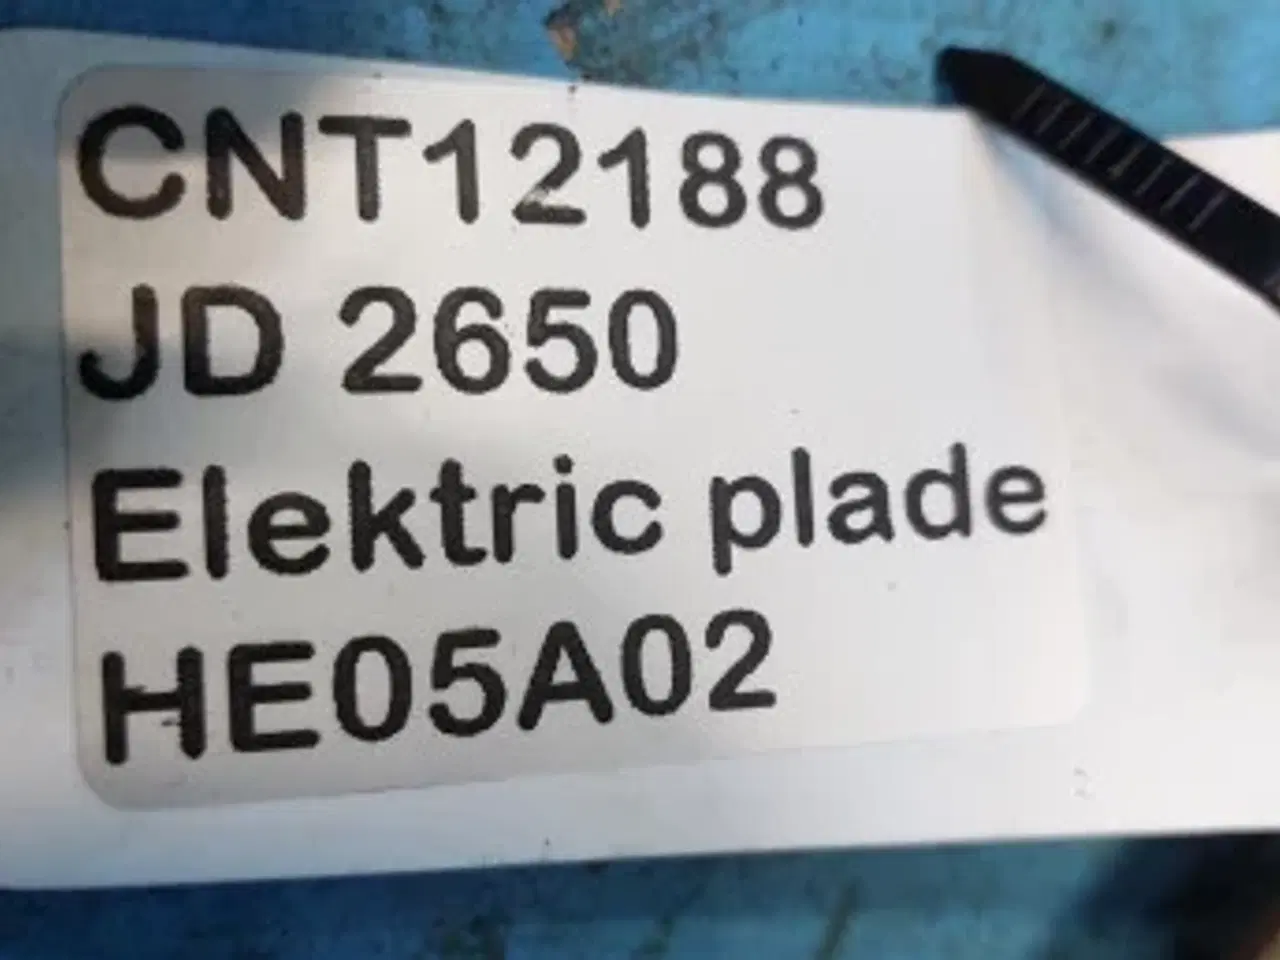 CNT12188
JD 2650
Elektric plade
HE05A02